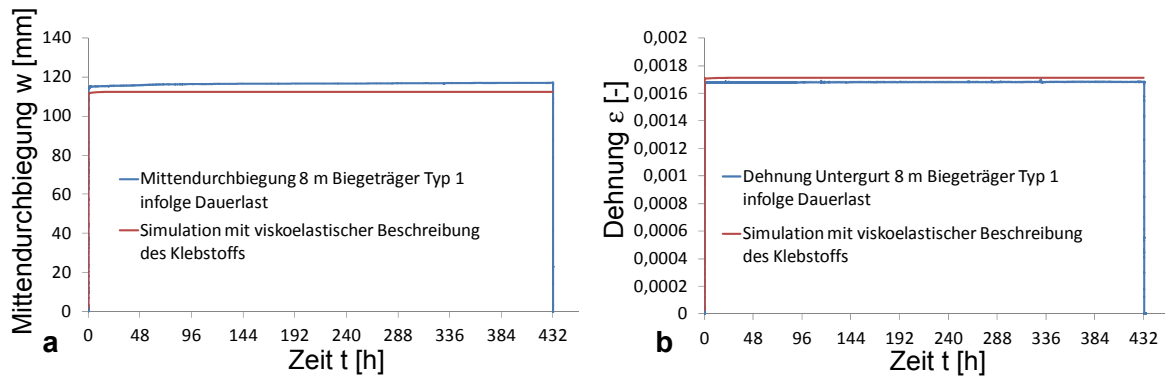 Mittendurchbiegung w [mm]
140
120
100
80
60
40
20
0
Mittendurchbiegung 8 m Biegeträger Typ 1
infolge Dauerlast
Simulation mit viskoelastischer Beschreibung
des Klebstoffs
0 48 96 144 192 240 288 336 384 432
a
Zeit t [h]
Dehnung ε [-]
0,002
0,0018
0,0016
0,0014
0,0012
0,001
0,0008
0,0006
0,0004
0,0002
0
Dehnung Untergurt 8 m Biegeträger Typ 1
infolge Dauerlast
Simulation mit viskoelastischer Beschreibung
des Klebstoffs
0 48 96 144 192 240 288 336 384 432
b
Zeit t [h]